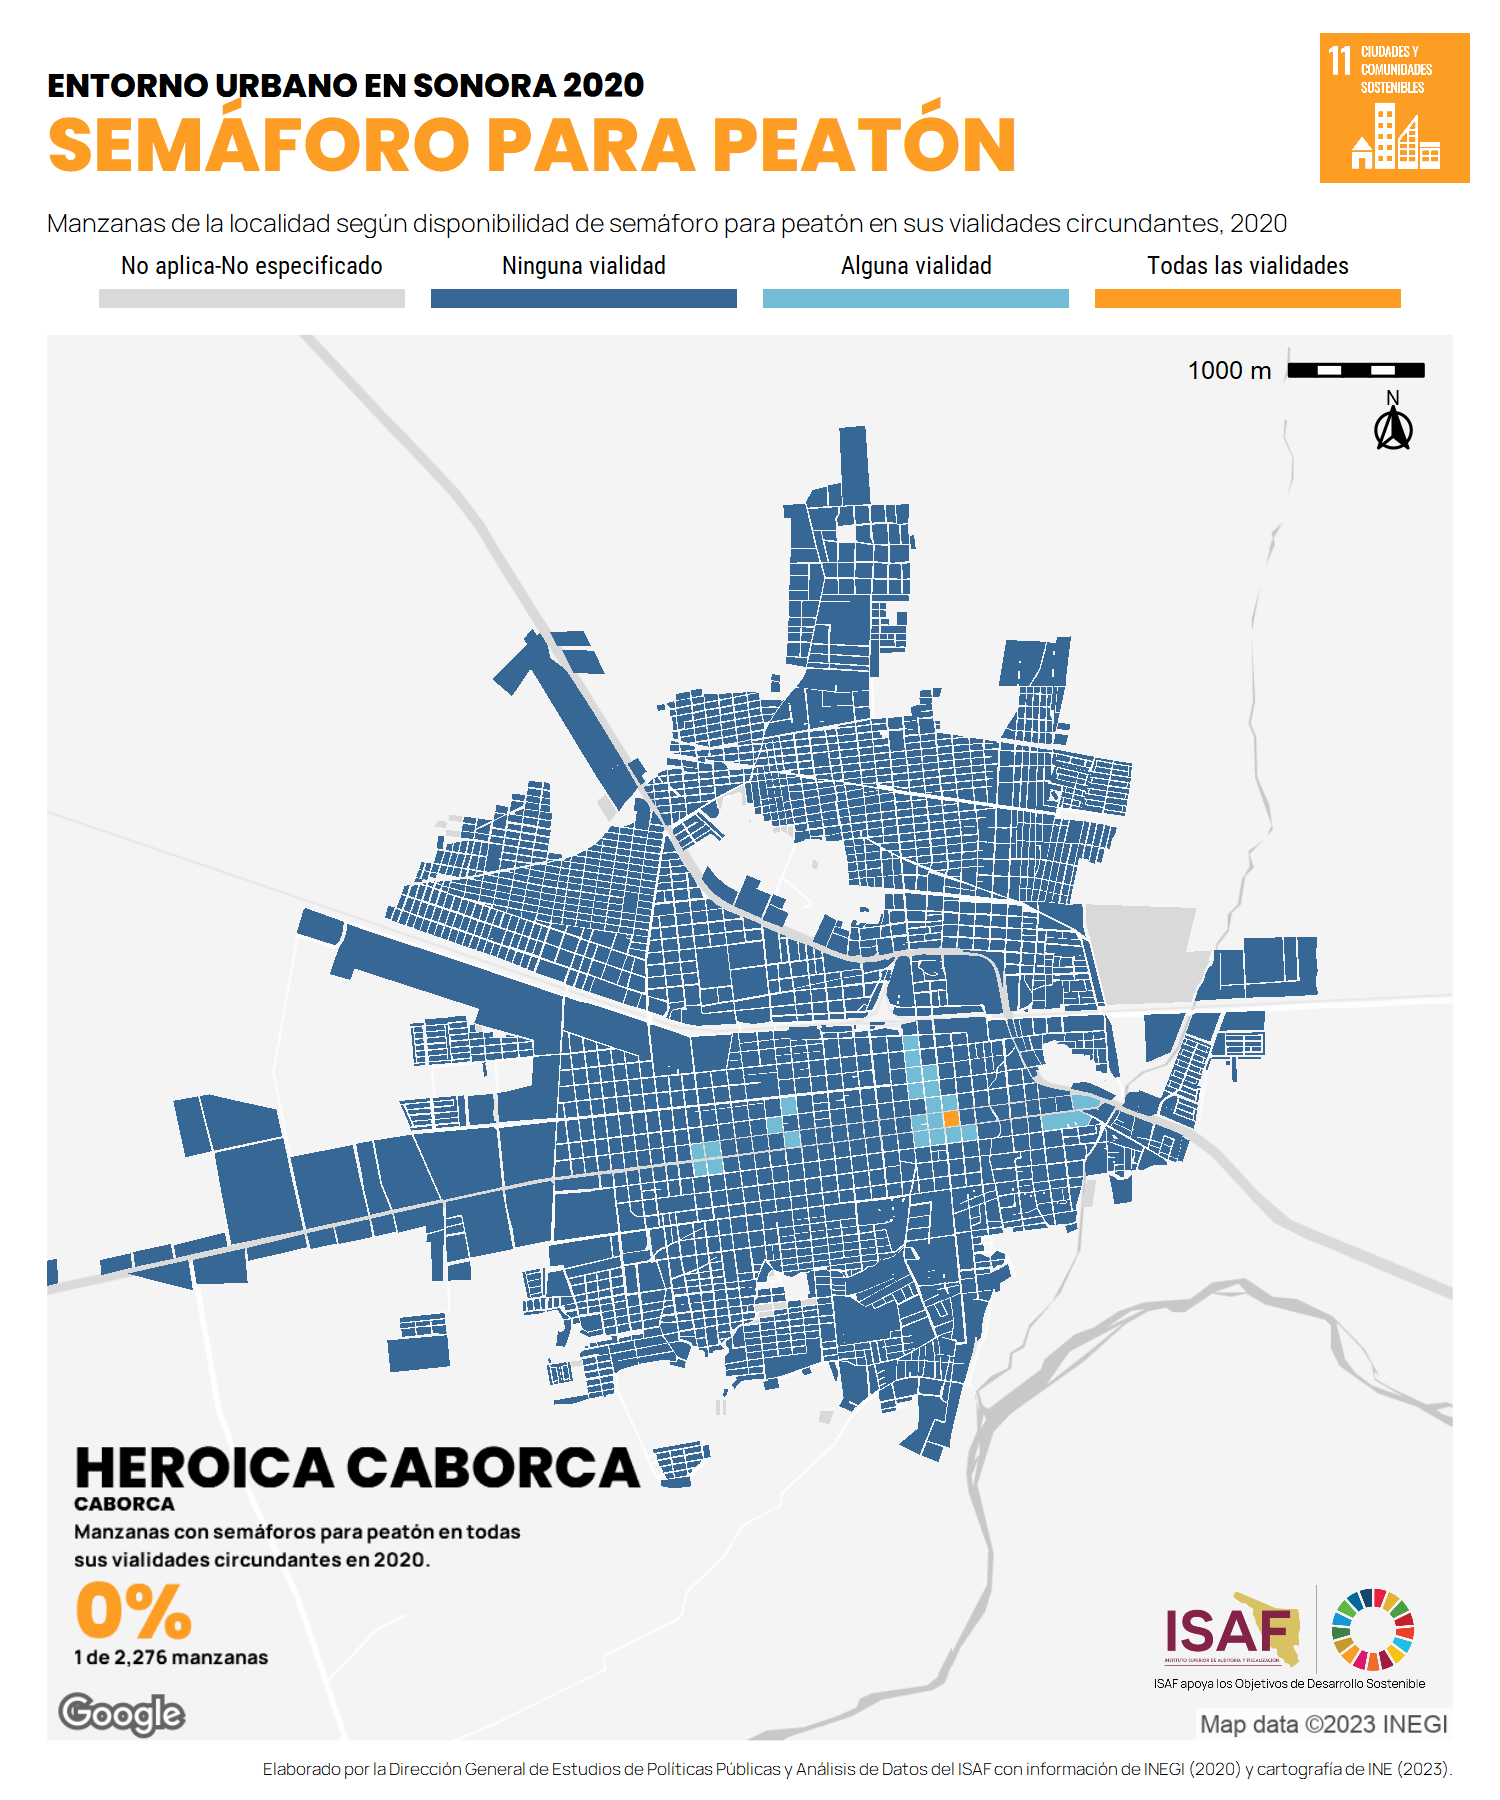 ENTORNO URBANO EN SONORA 2020
SEMÁFORO PARA PEATÓN
11 CIUDADES Y
COMUNIDADES
SOSTENIBLES
Manzanas de la localidad según disponibilidad de semáforo para peatón en sus vialidades circundantes, 2020
No aplica-No especificado
Ninguna vialidad
Alguna vialidad
Todas las vialidades
1000 m
N
HEROICA CABORCA
CABORCA
Manzanas con semáforos para peatón en todas
sus vialidades circundantes en 2020.
0%
1 de 2,276 manzanas
Google
ISAF
INSTITUTO SUPERIOR DE AUDITORÍA Y FISCALIZACIÓN
ISAF apoya los Objetivos de Desarrollo Sostenible
Map data ©2023 INEGI
Elaborado por la Dirección General de Estudios de Políticas Públicas y Análisis de Datos del ISAF con información de INEGI (2020) y cartografía de INE (2023).